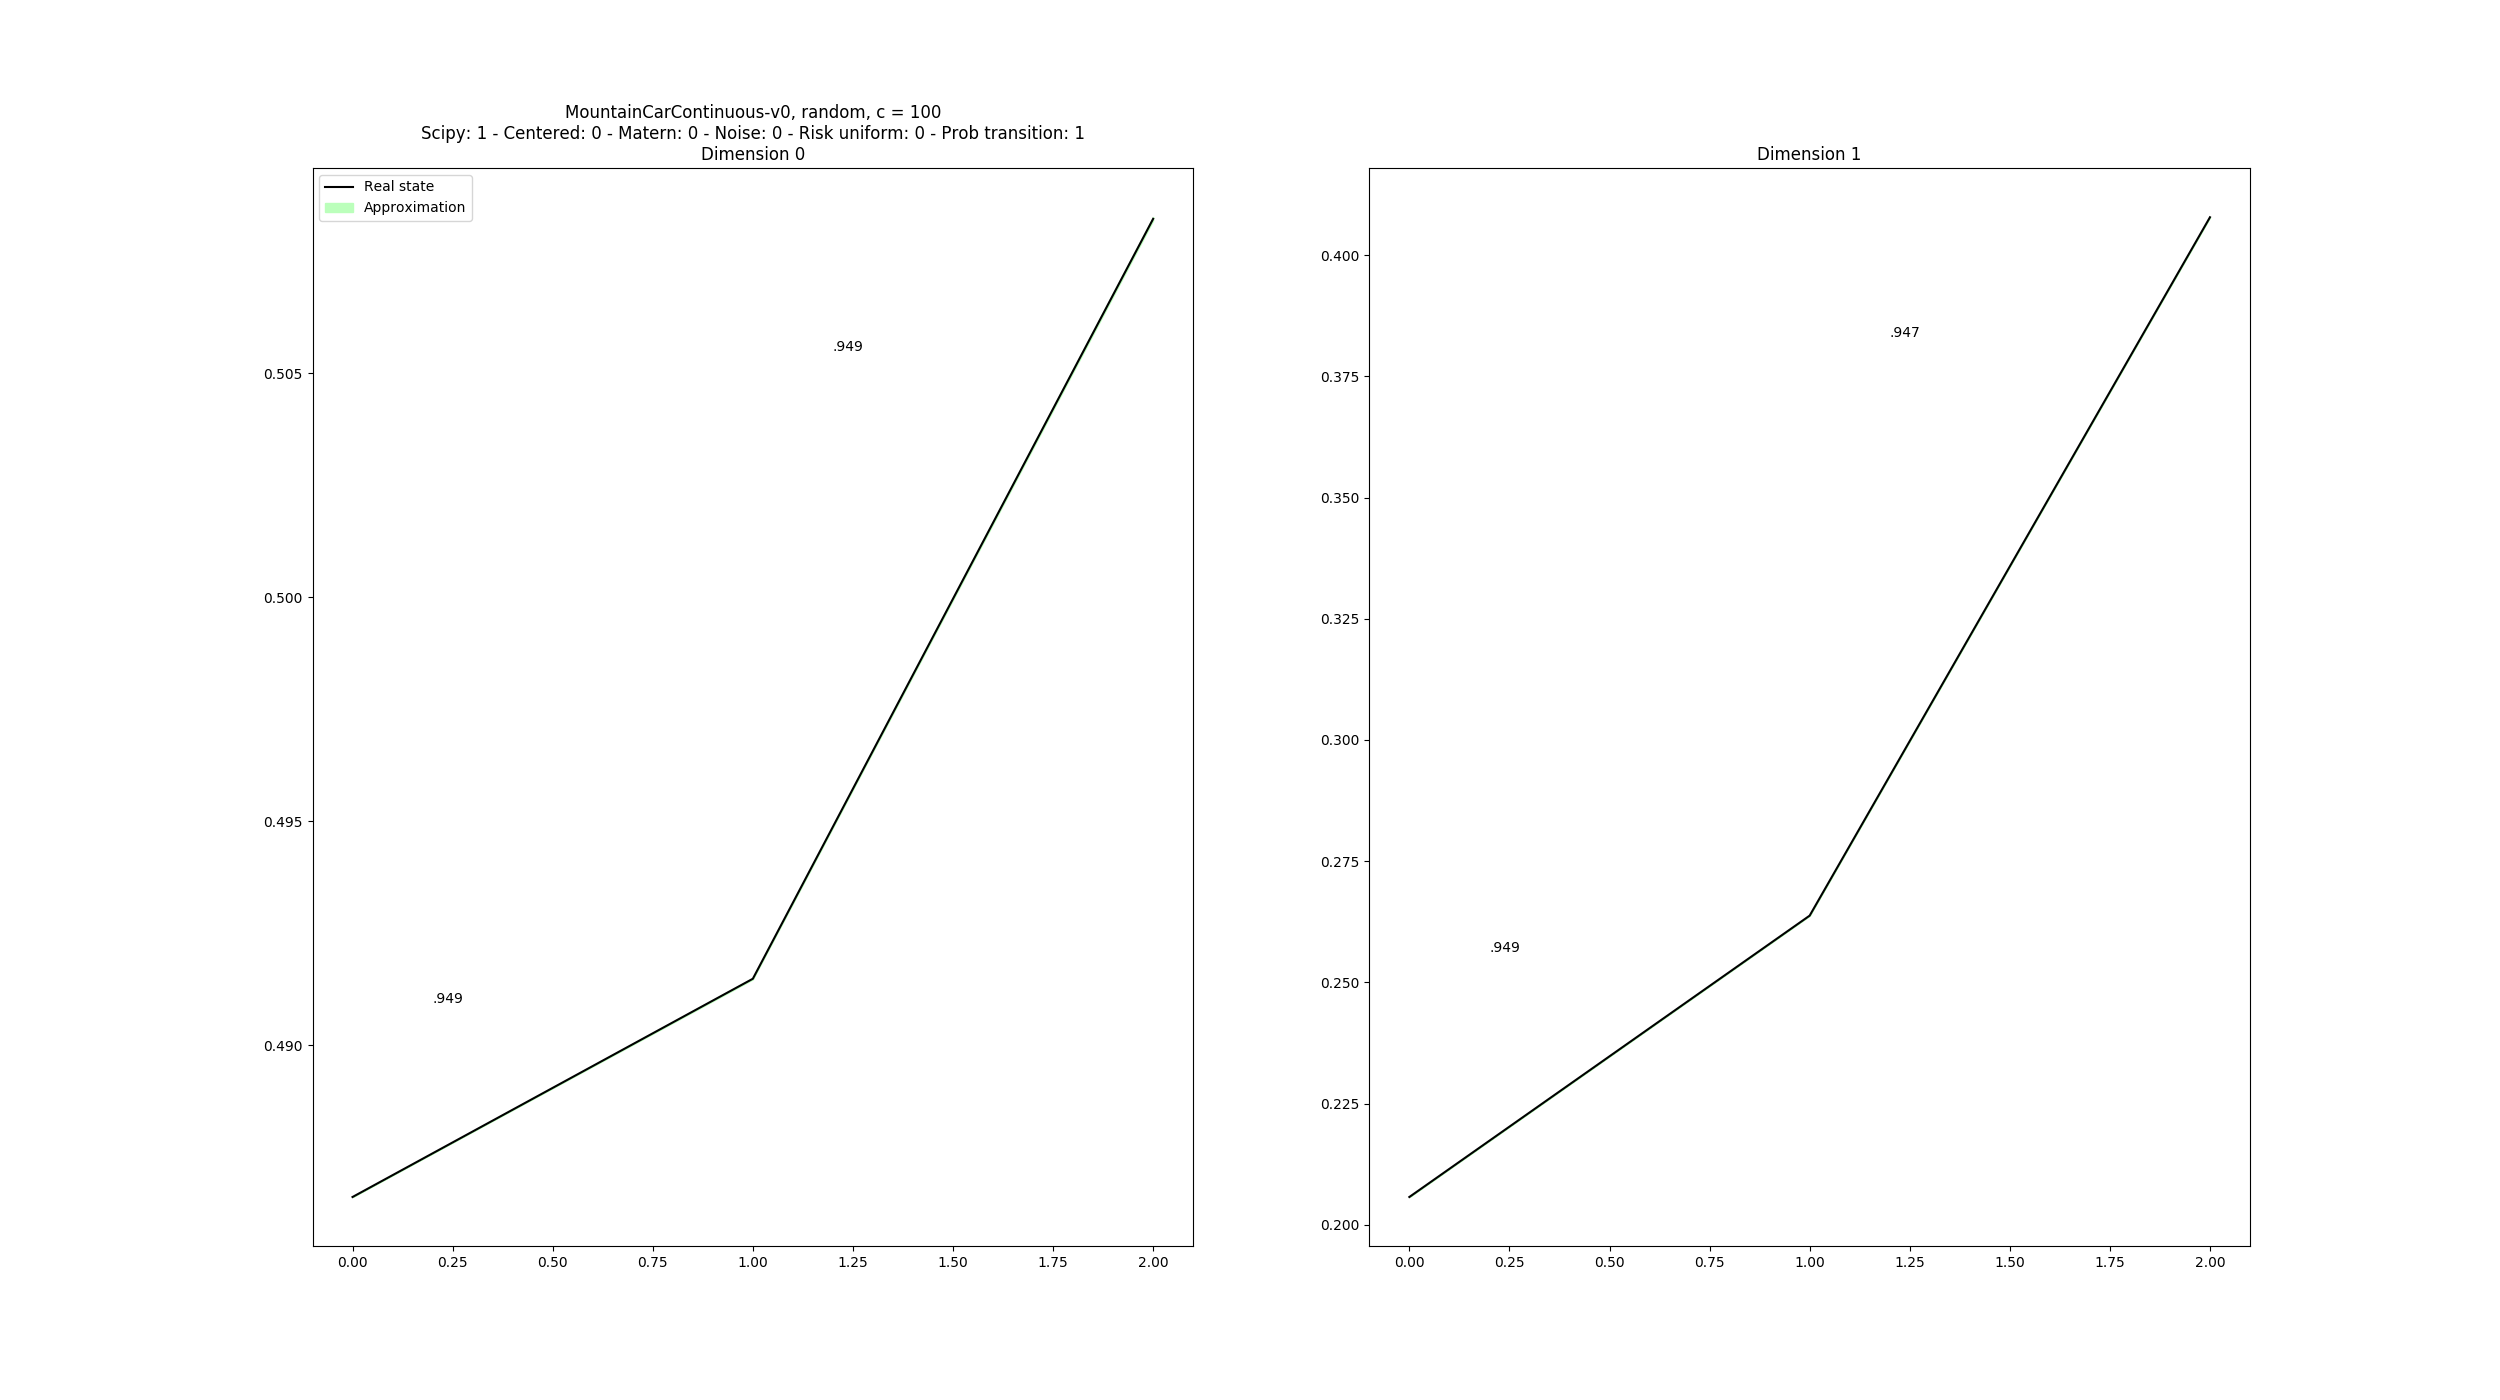 MountainCarContinuous-v0, random, c = 100
Scipy: 1 - Centered: 0 - Matern: 0 - Noise: 0 - Risk uniform: 0 - Prob transition: 1
Dimension 0
Real state
Approximation
.949
.949
0.505
0.500
0.495
0.490
0.00 0.25 0.50 0.75 1.00 1.25 1.50 1.75 2.00
Dimension 1
.947
.949
0.400
0.375
0.350
0.325
0.300
0.275
0.250
0.225
0.200
0.00 0.25 0.50 0.75 1.00 1.25 1.50 1.75 2.00